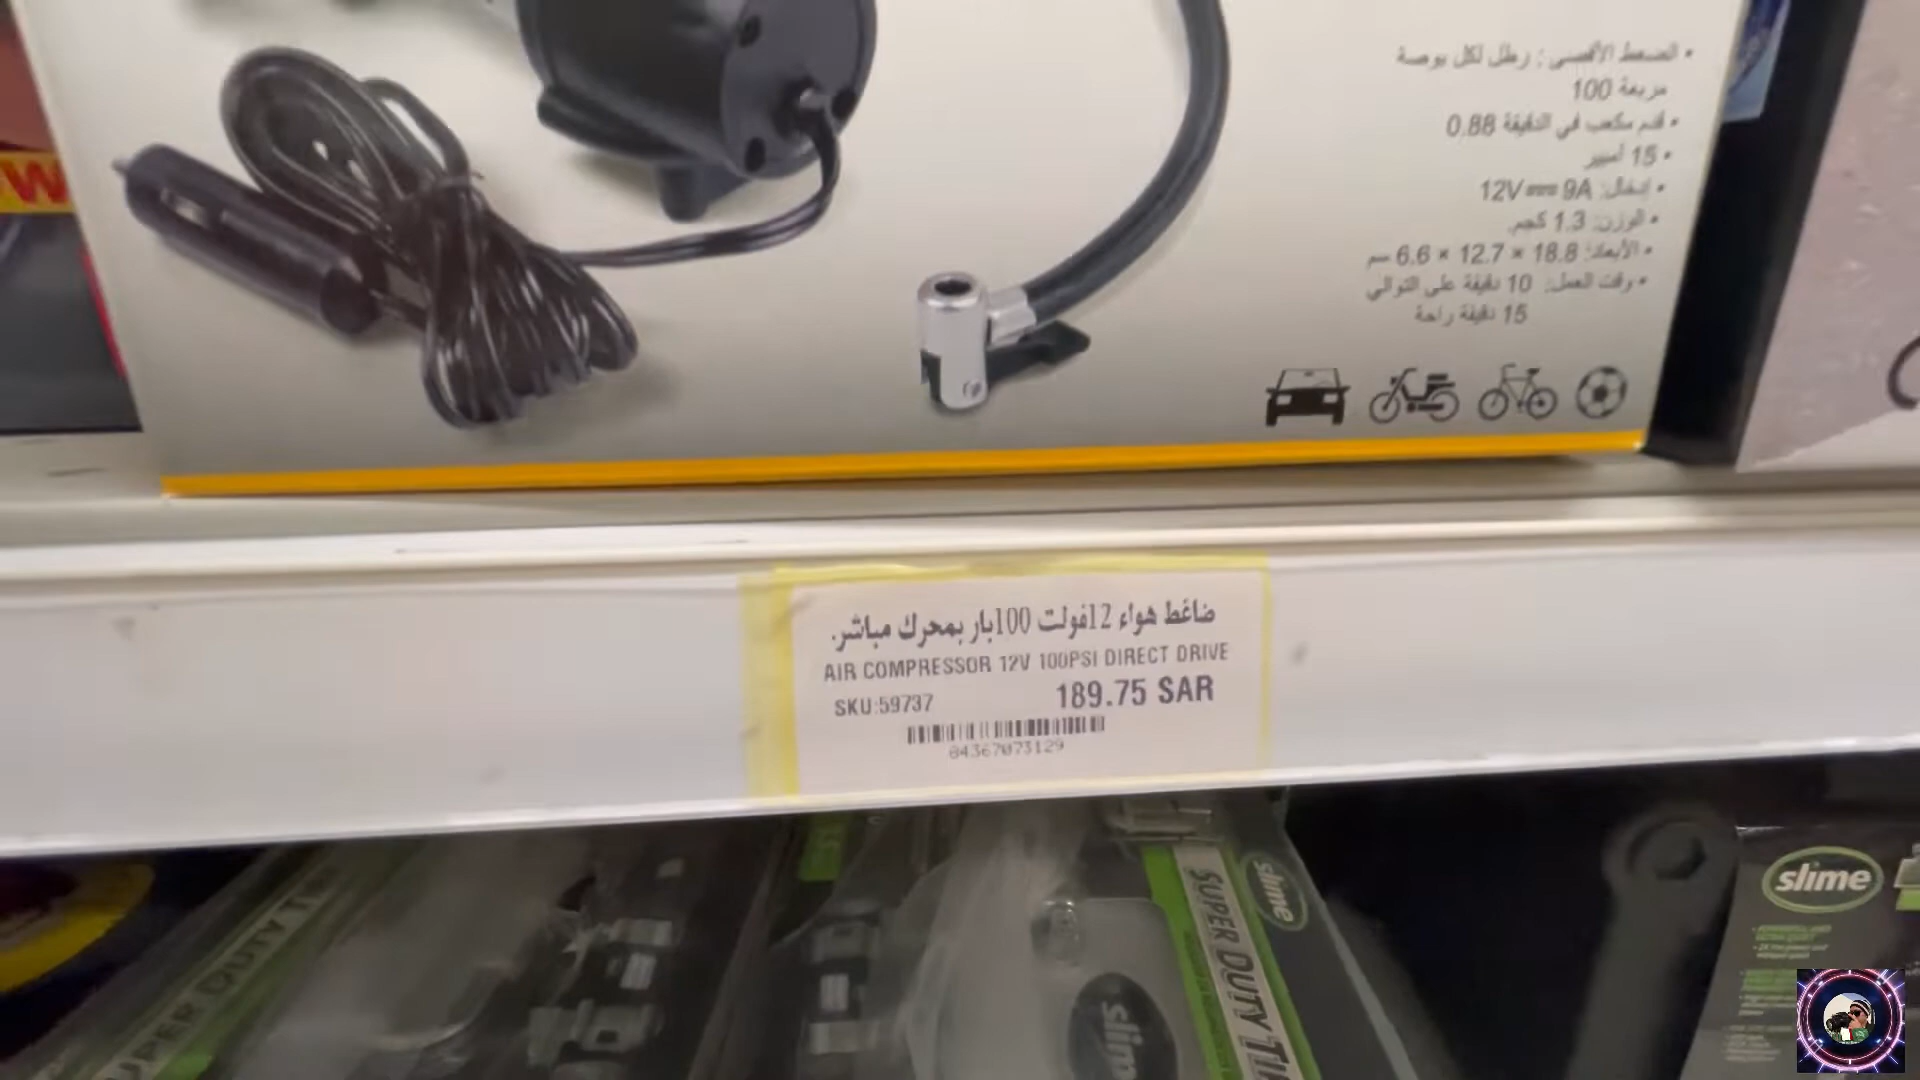 • الضغط الأقصى: رطل لكل بوصة
مربعة 100
• قدم مكعب في الدقيقة 0.88
• 15 أمبير
• إدخال: 12V⎓9A
• الوزن: 1.3 كجم
• الأبعاد: 18.8 × 12.7 × 6.6 سم
• وقت العمل: 10 دقيقة على التوالي
15 دقيقة راحة
ضاغط هواء 12فولت 100بار بمحرك مباشر.
AIR COMPRESSOR 12V 100PSI DIRECT DRIVE
SKU:59737
189.75 SAR
84367073129
SUPER DUTY
slime
SUPER DUTY
slime
slime